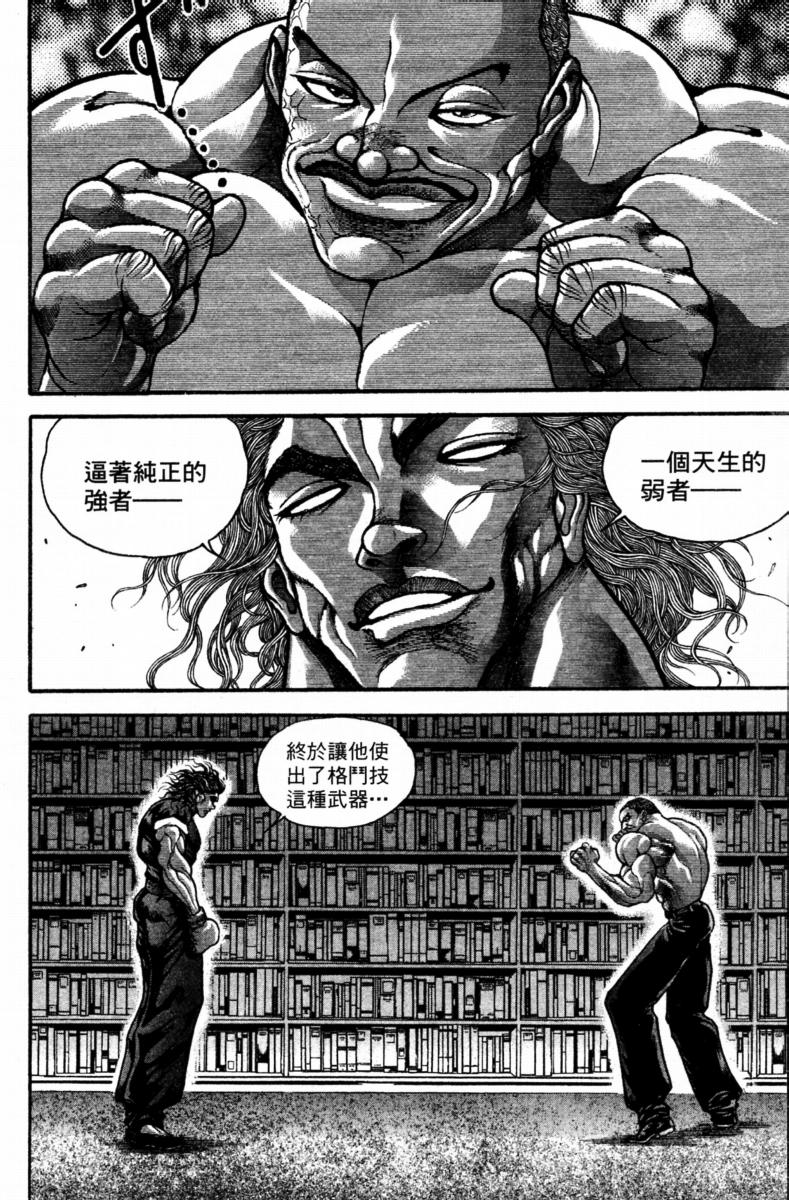 ず
一個天生的
弱者——
逼著純正的
強者——
終於讓他使
出了格鬥技
這種武器…